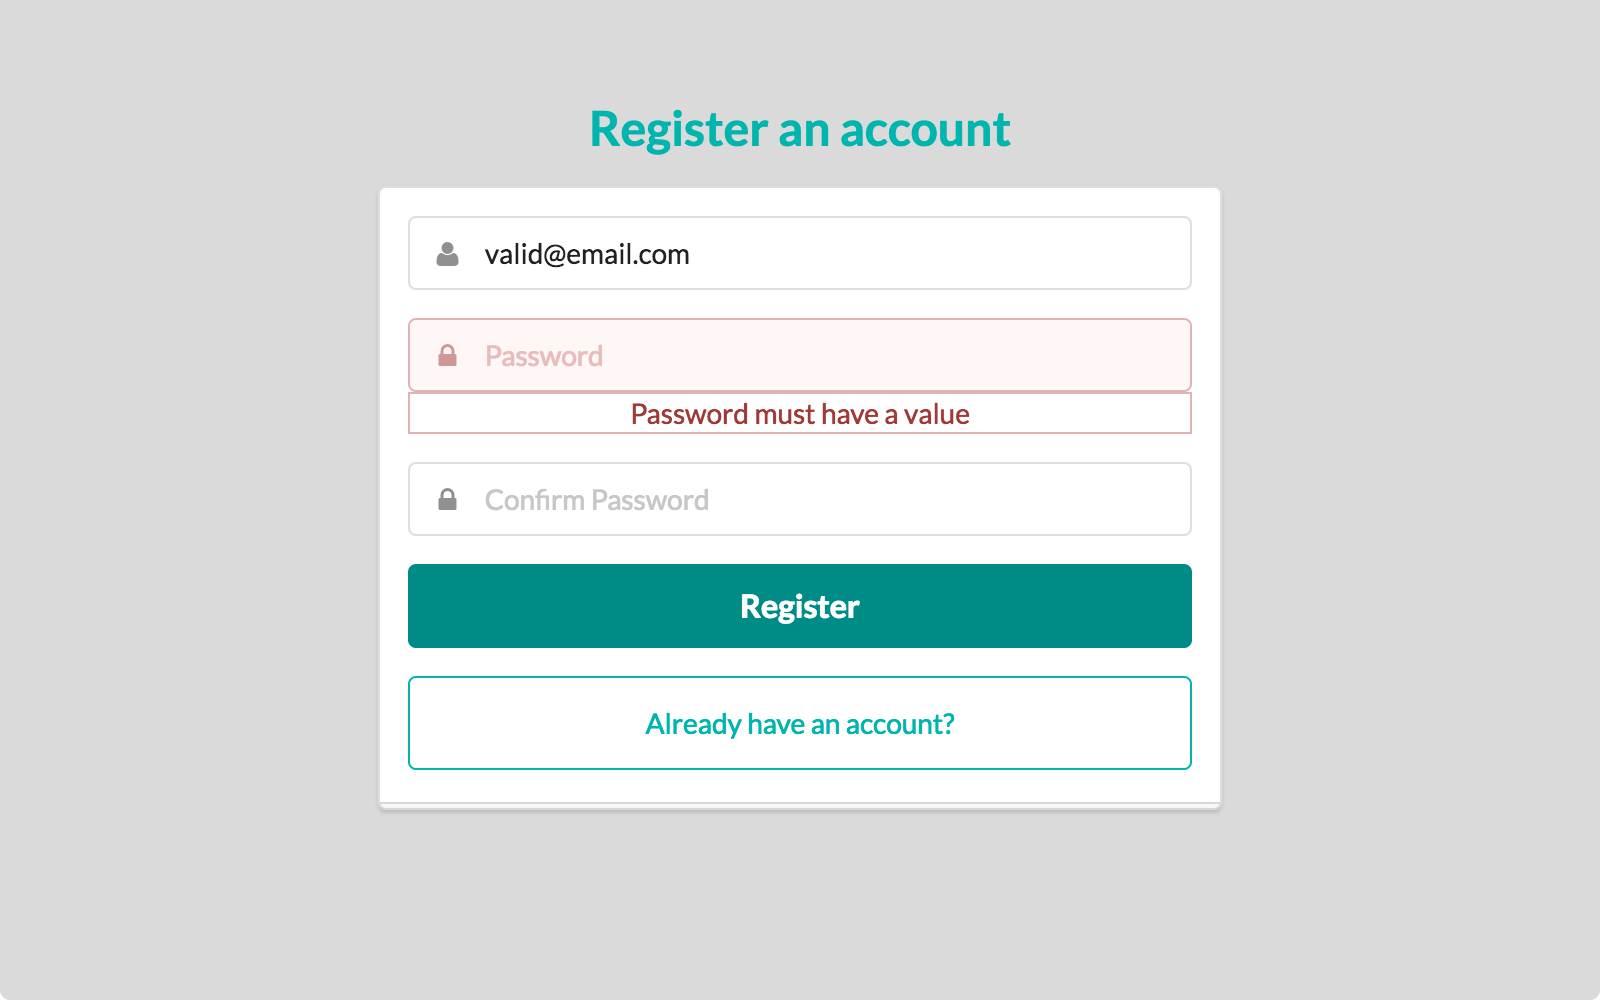 Register an account
valid@email.com
Password
Password must have a value
Confirm Password
Register
Already have an account?